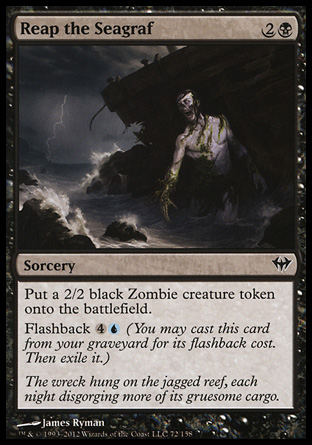 Reap the Seagraf 2
Sorcery
Put a 2/2 black Zombie creature token
onto the battlefield.
Flashback 4 (You may cast this card
from your graveyard for its flashback cost.
Then exile it.)
The wreck hung on the jagged reef, each
night disgorging more of its gruesome cargo.
James Ryman
™ & © 1993-2012 Wizards of the Coast LLC 72/158